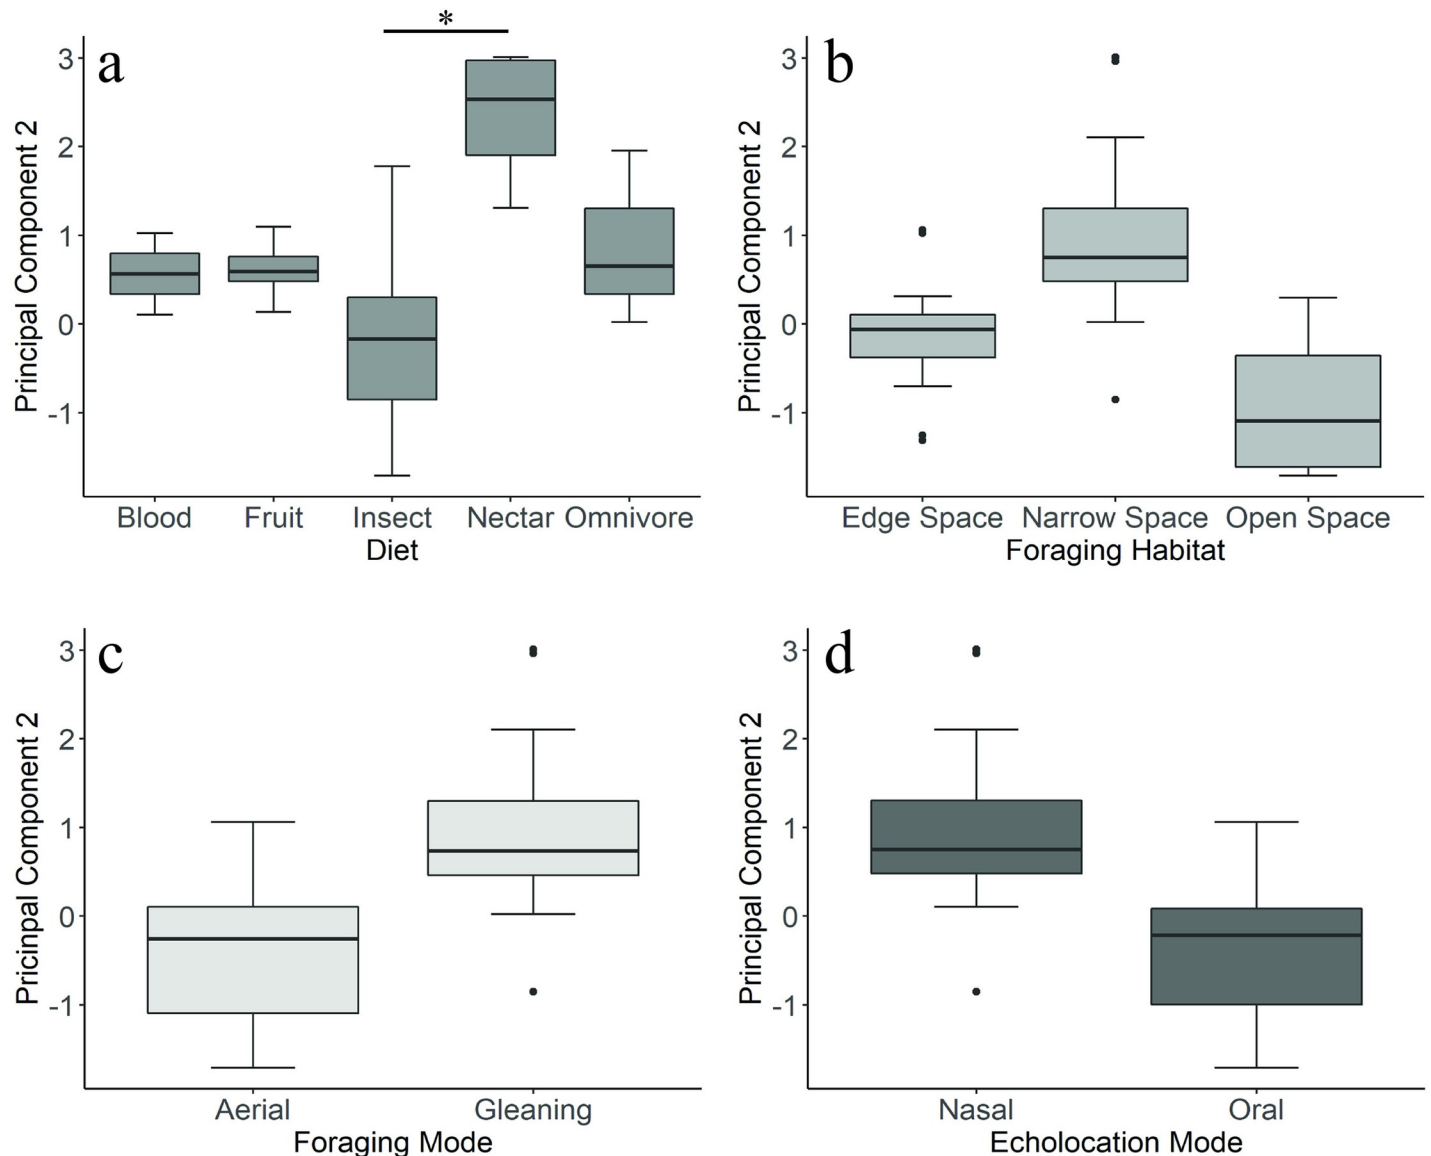 *
a
Principal Component 2
3
2
1
0
-1
Blood Fruit Insect Nectar Omnivore
Diet
b
Principal Component 2
3
2
1
0
-1
Edge Space Narrow Space Open Space
Foraging Habitat
c
Pricinpal Component 2
3
2
1
0
-1
Aerial Gleaning
Foraging Mode
d
Principal Component 2
3
2
1
0
-1
Nasal Oral
Echolocation Mode